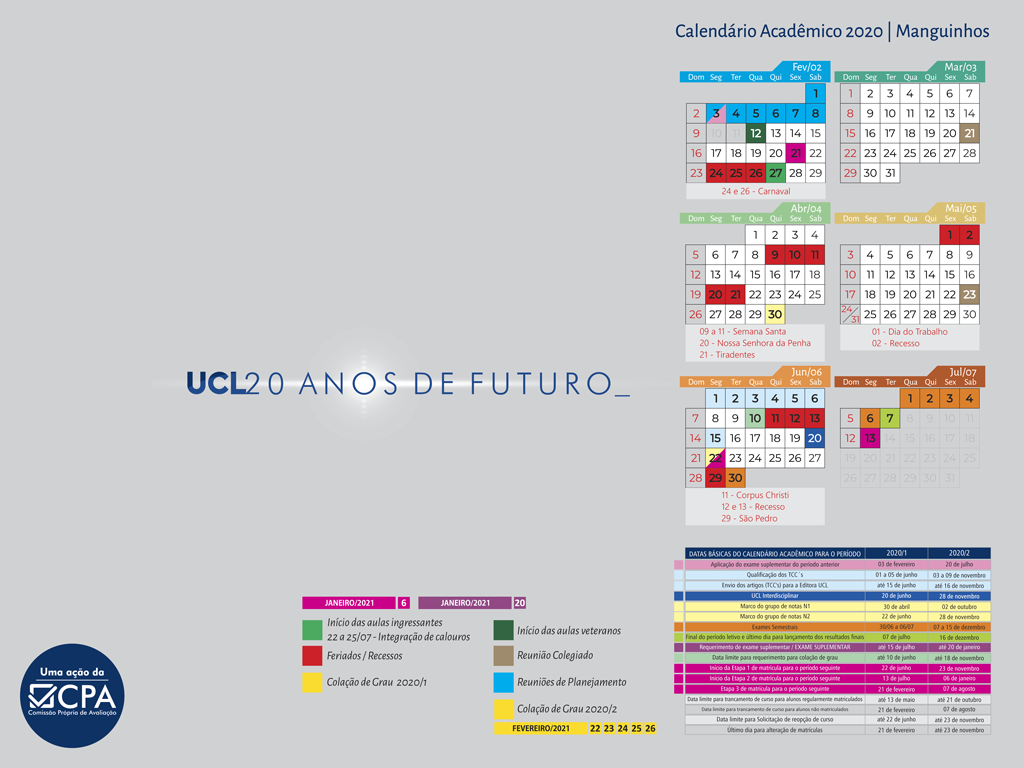 Calendário Acadêmico 2020 | Manguinhos
Fev/02
Dom Seg Ter Qua Qui Sex Sab
1
2 3 4 5 6 7 8
9 10 11 12 13 14 15
16 17 18 19 20 21 22
23 24 25 26 27 28 29
24 e 26 - Carnaval
Mar/03
Dom Seg Ter Qua Qui Sex Sab
1 2 3 4 5 6 7
8 9 10 11 12 13 14
15 16 17 18 19 20 21
22 23 24 25 26 27 28
29 30 31
Abr/04
Dom Seg Ter Qua Qui Sex Sab
1 2 3 4
5 6 7 8 9 10 11
12 13 14 15 16 17 18
19 20 21 22 23 24 25
26 27 28 29 30
09 a 11 - Semana Santa
20 - Nossa Senhora da Penha
21 - Tiradentes
Mai/05
Dom Seg Ter Qua Qui Sex Sab
1 2
3 4 5 6 7 8 9
10 11 12 13 14 15 16
17 18 19 20 21 22 23
24/31 25 26 27 28 29 30
01 - Dia do Trabalho
02 - Recesso
UCL20 ANOS DE FUTURO_
Jun/06
Dom Seg Ter Qua Qui Sex Sab
1 2 3 4 5 6
7 8 9 10 11 12 13
14 15 16 17 18 19 20
21 22 23 24 25 26 27
28 29 30
11 - Corpus Christi
12 e 13 - Recesso
29 - São Pedro
Jul/07
Dom Seg Ter Qua Qui Sex Sab
1 2 3 4
5 6 7 8 9 10 11
12 13 14 15 16 17 18
19 20 21 22 23 24 25
26 27 28 29 30 31
JANEIRO/2021 6
JANEIRO/2021 20
Início das aulas ingressantes
22 a 25/07 - Integração de calouros
Feriados / Recessos
Colação de Grau 2020/1
Início das aulas veteranos
Reunião Colegiado
Reuniões de Planejamento
Colação de Grau 2020/2
FEVEREIRO/2021 22 23 24 25 26
Uma ação da
CPA
Comissão Própria de Avaliação
DATAS BÁSICAS DO CALENDÁRIO ACADÊMICO PARA O PERÍODO 2020/1 2020/2
Aplicação do exame suplementar do período anterior 03 de fevereiro 20 de julho
Qualificação dos TCC´s 01 a 05 de junho 03 a 09 de novembro
Envio dos artigos (TCC's) para a Editora UCL até 15 de junho até 16 de novembro
UCL Interdisciplinar 20 de junho 28 de novembro
Marco do grupo de notas N1 30 de abril 02 de outubro
Marco do grupo de notas N2 22 de junho 28 de novembro
Exames Semestrais 30/06 a 06/07 07 a 15 de dezembro
Final do período letivo e último dia para lançamento dos resultados finais 07 de julho 16 de dezembro
Requerimento de exame suplementar / EXAME SUPLEMENTAR até 15 de julho até 20 de janeiro
Data limite para requerimento para colação de grau até 10 de junho até 18 de novembro
Início da Etapa 1 de matrícula para o período seguinte 22 de junho 23 de novembro
Início da Etapa 2 de matrícula para o período seguinte 13 de julho 06 de janeiro
Etapa 3 de matrícula para o período seguinte 21 de fevereiro 07 de agosto
Data limite para trancamento de curso para alunos regularmente matriculados até 13 de maio até 21 de outubro
Data limite para trancamento de curso para alunos não matriculados 21 de fevereiro 07 de agosto
Data limite para Solicitação de reopção de curso até 22 de junho até 23 de novembro
Último dia para alteração de matrículas 21 de fevereiro até 23 de novembro